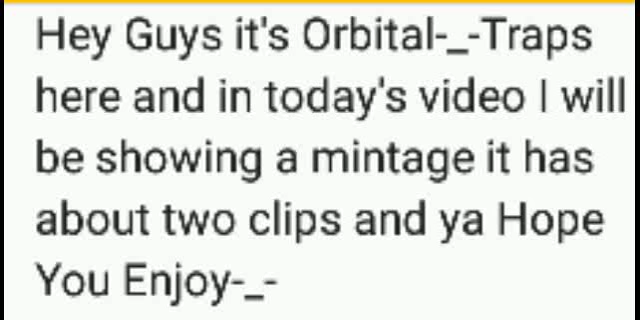 Hey Guys it's Orbital-_-Traps
here and in today's video I will
be showing a mintage it has
about two clips and ya Hope
You Enjoy-_-